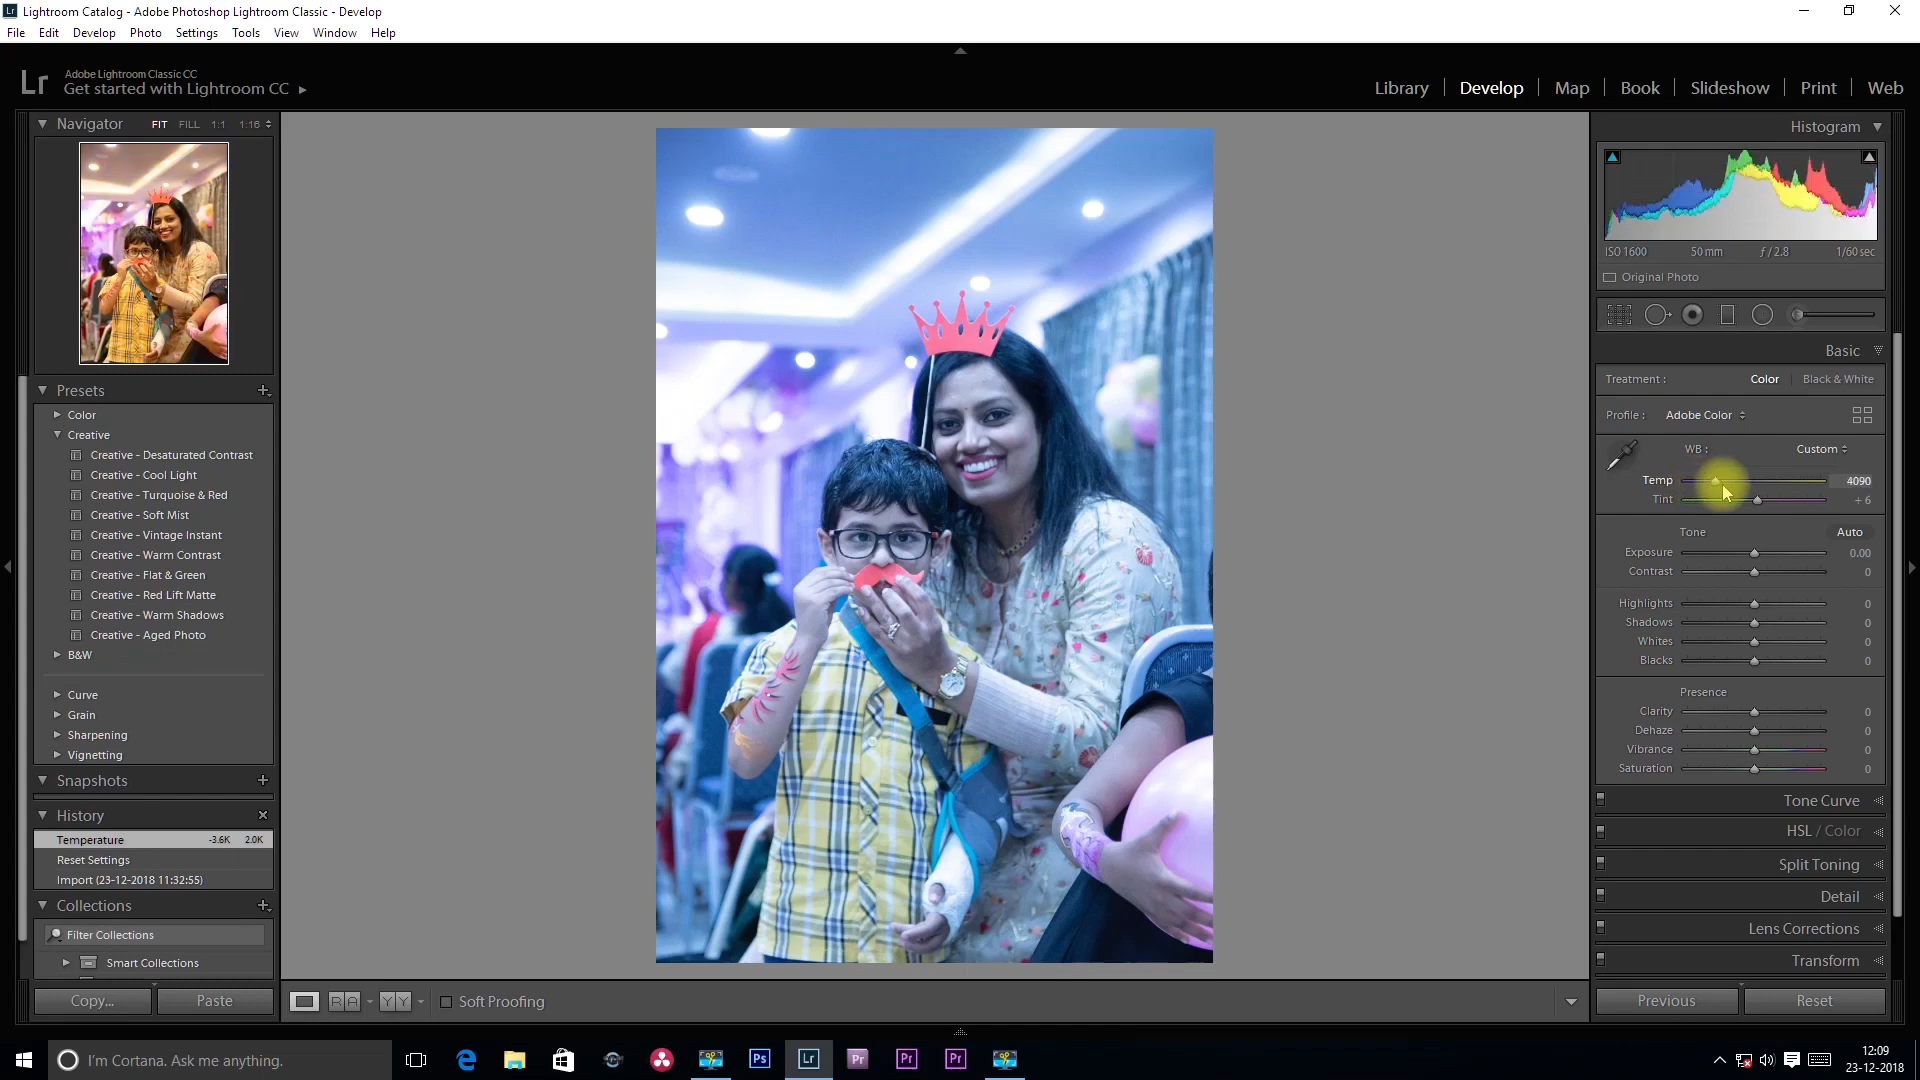 Lightroom Catalog - Adobe Photoshop Lightroom Classic - Develop
File Edit Develop Photo Settings Tools View Window Help
Lr Adobe Lightroom Classic CC
Get started with Lightroom CC
Library Develop Map Book Slideshow Print Web
Navigator FIT FILL 1:1 1:16
Presets
Color
Creative
Creative - Desaturated Contrast
Creative - Cool Light
Creative - Turquoise & Red
Creative - Soft Mist
Creative - Vintage Instant
Creative - Warm Contrast
Creative - Flat & Green
Creative - Red Lift Matte
Creative - Warm Shadows
Creative - Aged Photo
B&W
Curve
Grain
Sharpening
Vignetting
Snapshots
History
Temperature -3.6K 2.0K
Reset Settings
Import (23-12-2018 11:32:55)
Collections
Filter Collections
Smart Collections
Copy... Paste
R A Y Y Soft Proofing
Histogram
ISO 1600 50 mm f / 2.8 1/60 sec
Original Photo
Basic
Treatment : Color Black & White
Profile : Adobe Color
WB : Custom
Temp 4090
Tint + 6
Tone Auto
Exposure 0.00
Contrast 0
Highlights 0
Shadows 0
Whites 0
Blacks 0
Presence
Clarity 0
Dehaze 0
Vibrance 0
Saturation 0
Tone Curve
HSL / Color
Split Toning
Detail
Lens Corrections
Transform
Previous Reset
I'm Cortana. Ask me anything.
Ps Lr Pr Pr Pr
12:09
23-12-2018